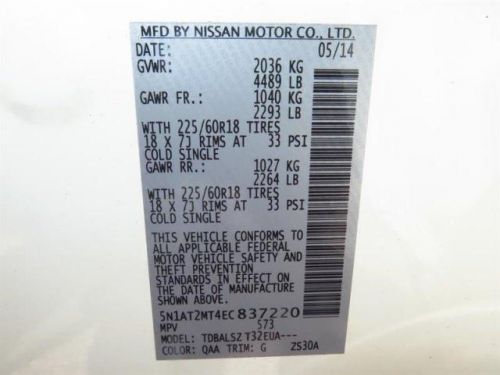 MFD BY NISSAN MOTOR CO., LTD.
DATE: 05/14
GVWR: 2036 KG
4489 LB
GAWR FR.: 1040 KG
2293 LB
WITH 225/60R18 TIRES
18 X 7J RIMS AT 33 PSI
COLD SINGLE
GAWR RR.: 1027 KG
2264 LB
WITH 225/60R18 TIRES
18 X 7J RIMS AT 33 PSI
COLD SINGLE
THIS VEHICLE CONFORMS TO
ALL APPLICABLE FEDERAL
MOTOR VEHICLE SAFETY AND
THEFT PREVENTION
STANDARDS IN EFFECT ON
THE DATE OF MANUFACTURE
SHOWN ABOVE.
5N1AT2MT4EC 837220
MPV 573
MODEL: TDBALSZ T32EUA---
COLOR: QAA TRIM: G ZS30A